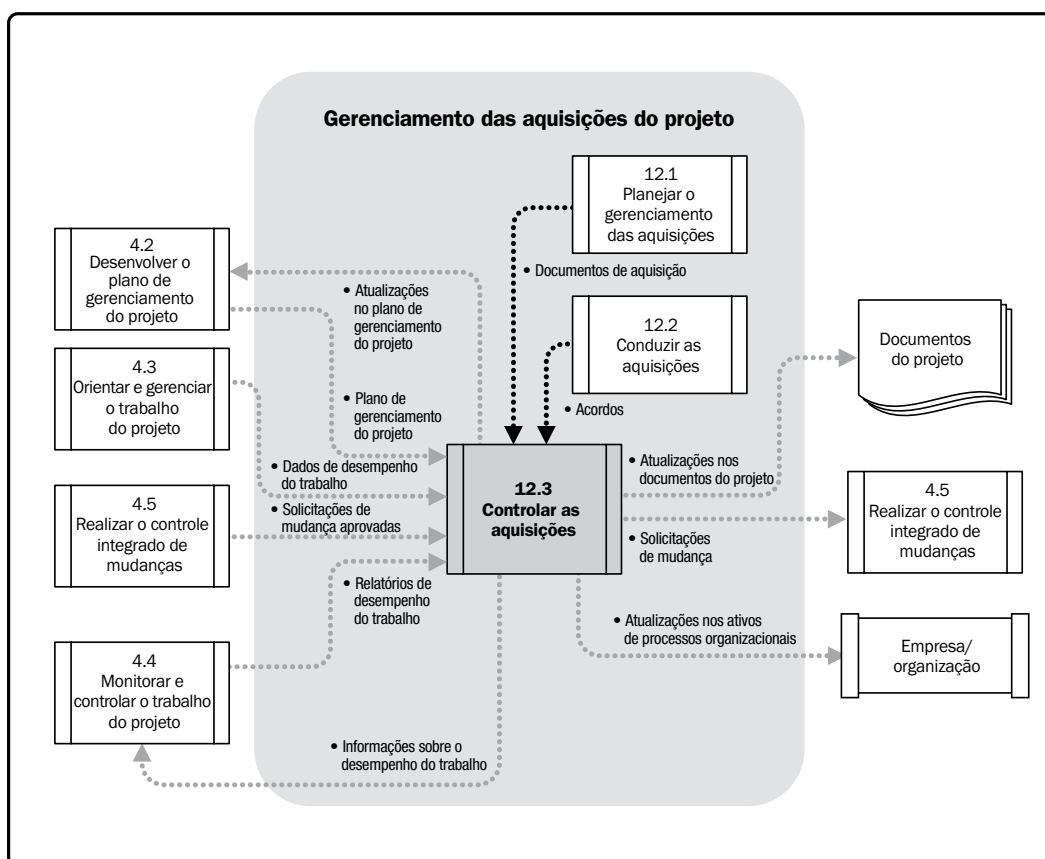 Gerenciamento das aquisições do projeto
12.1
Planejar o
gerenciamento
das aquisições
4.2
Desenvolver o
plano de
gerenciamento
do projeto
• Documentos de aquisição
• Atualizações
no plano de
gerenciamento
do projeto
12.2
Conduzir as
aquisições
Documentos
do projeto
4.3
Orientar e gerenciar
o trabalho
do projeto
• Plano de
gerenciamento
do projeto
• Acordos
• Dados de desempenho
do trabalho
• Atualizações nos
documentos do projeto
12.3
Controlar as
aquisições
4.5
Realizar o controle
integrado de
mudanças
• Solicitações de
mudança aprovadas
• Solicitações
de mudança
4.5
Realizar o controle
integrado
de mudanças
• Relatórios de
desempenho
do trabalho
• Atualizações nos ativos
de processos organizacionais
Empresa/
organização
4.4
Monitorar e
controlar o trabalho
do projeto
• Informações sobre o
desempenho do trabalho